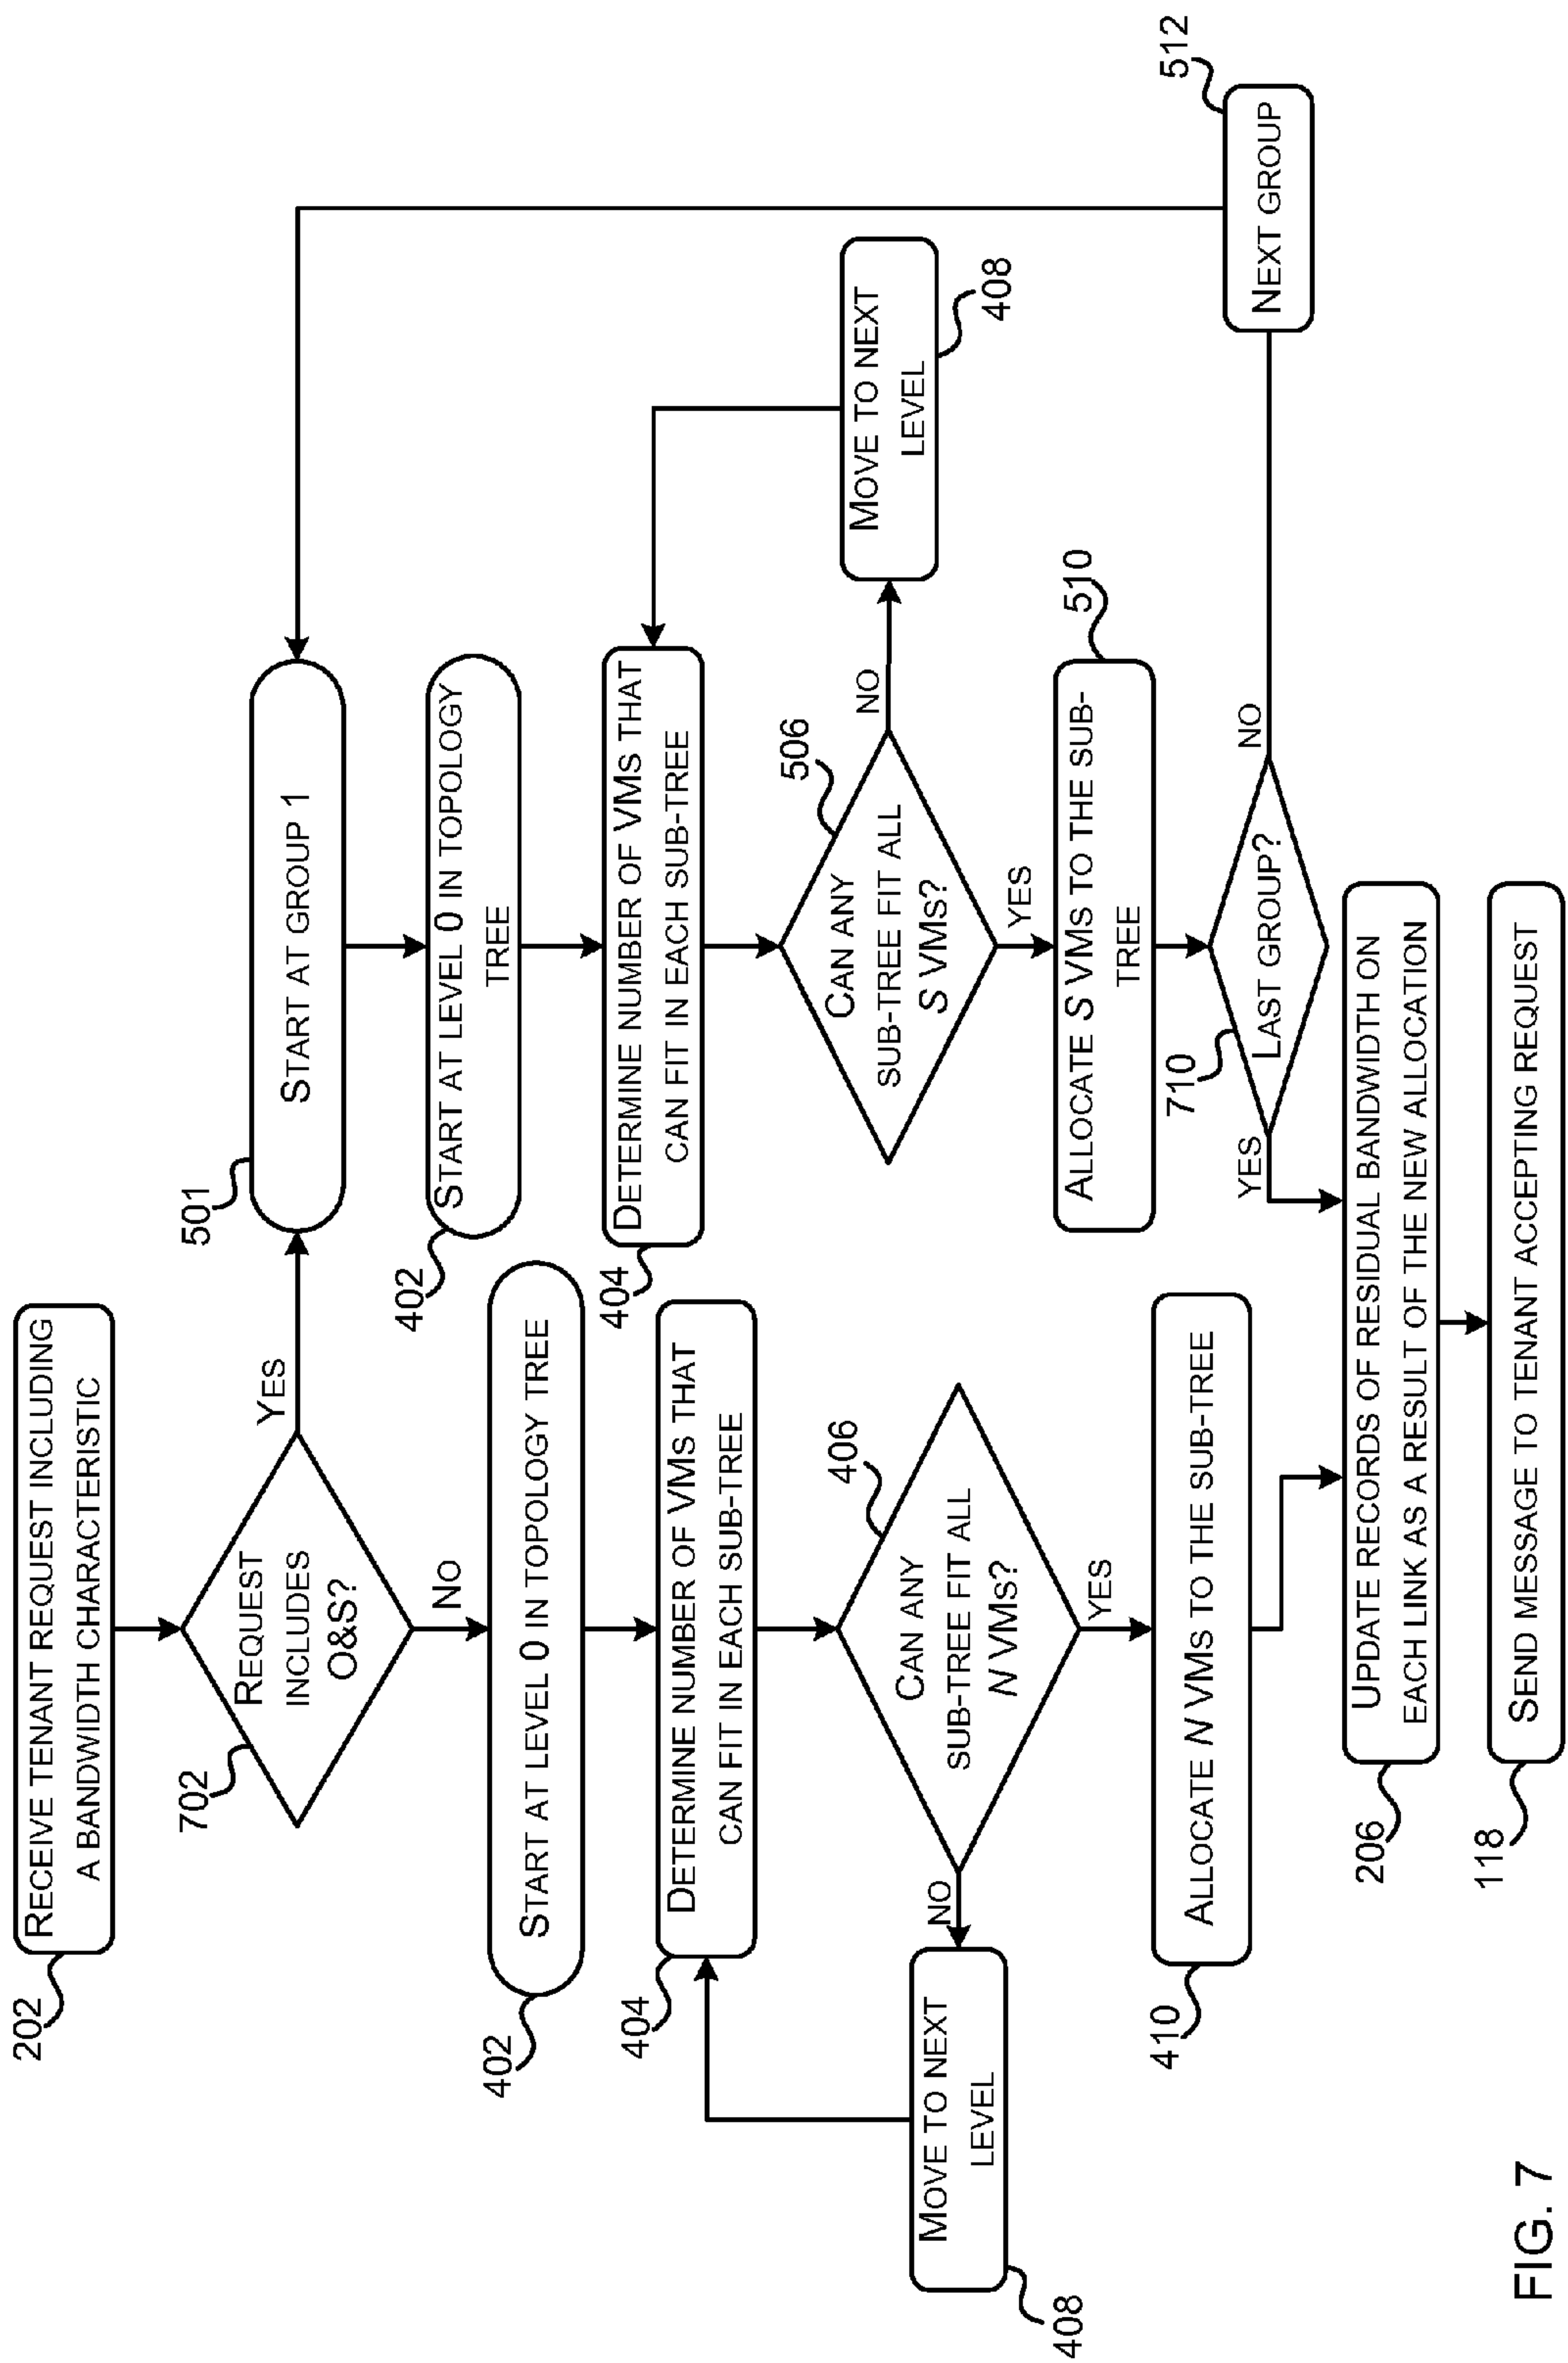 202
RECEIVE TENANT REQUEST INCLUDING
A BANDWIDTH CHARACTERISTIC
702
REQUEST
INCLUDES
O&S?
YES
NO
501
START AT GROUP 1
402
START AT LEVEL 0 IN TOPOLOGY
TREE
404
DETERMINE NUMBER OF VMS THAT
CAN FIT IN EACH SUB-TREE
506
CAN ANY
SUB-TREE FIT ALL
S VMS?
NO
MOVE TO NEXT
LEVEL
408
YES
ALLOCATE S VMS TO THE SUB-
TREE
510
710
LAST GROUP?
NO
NEXT GROUP
512
YES
402
START AT LEVEL 0 IN TOPOLOGY TREE
404
DETERMINE NUMBER OF VMS THAT
CAN FIT IN EACH SUB-TREE
406
CAN ANY
SUB-TREE FIT ALL
N VMS?
NO
MOVE TO NEXT
LEVEL
408
YES
410
ALLOCATE N VMS TO THE SUB-TREE
206
UPDATE RECORDS OF RESIDUAL BANDWIDTH ON
EACH LINK AS A RESULT OF THE NEW ALLOCATION
118
SEND MESSAGE TO TENANT ACCEPTING REQUEST
FIG. 7